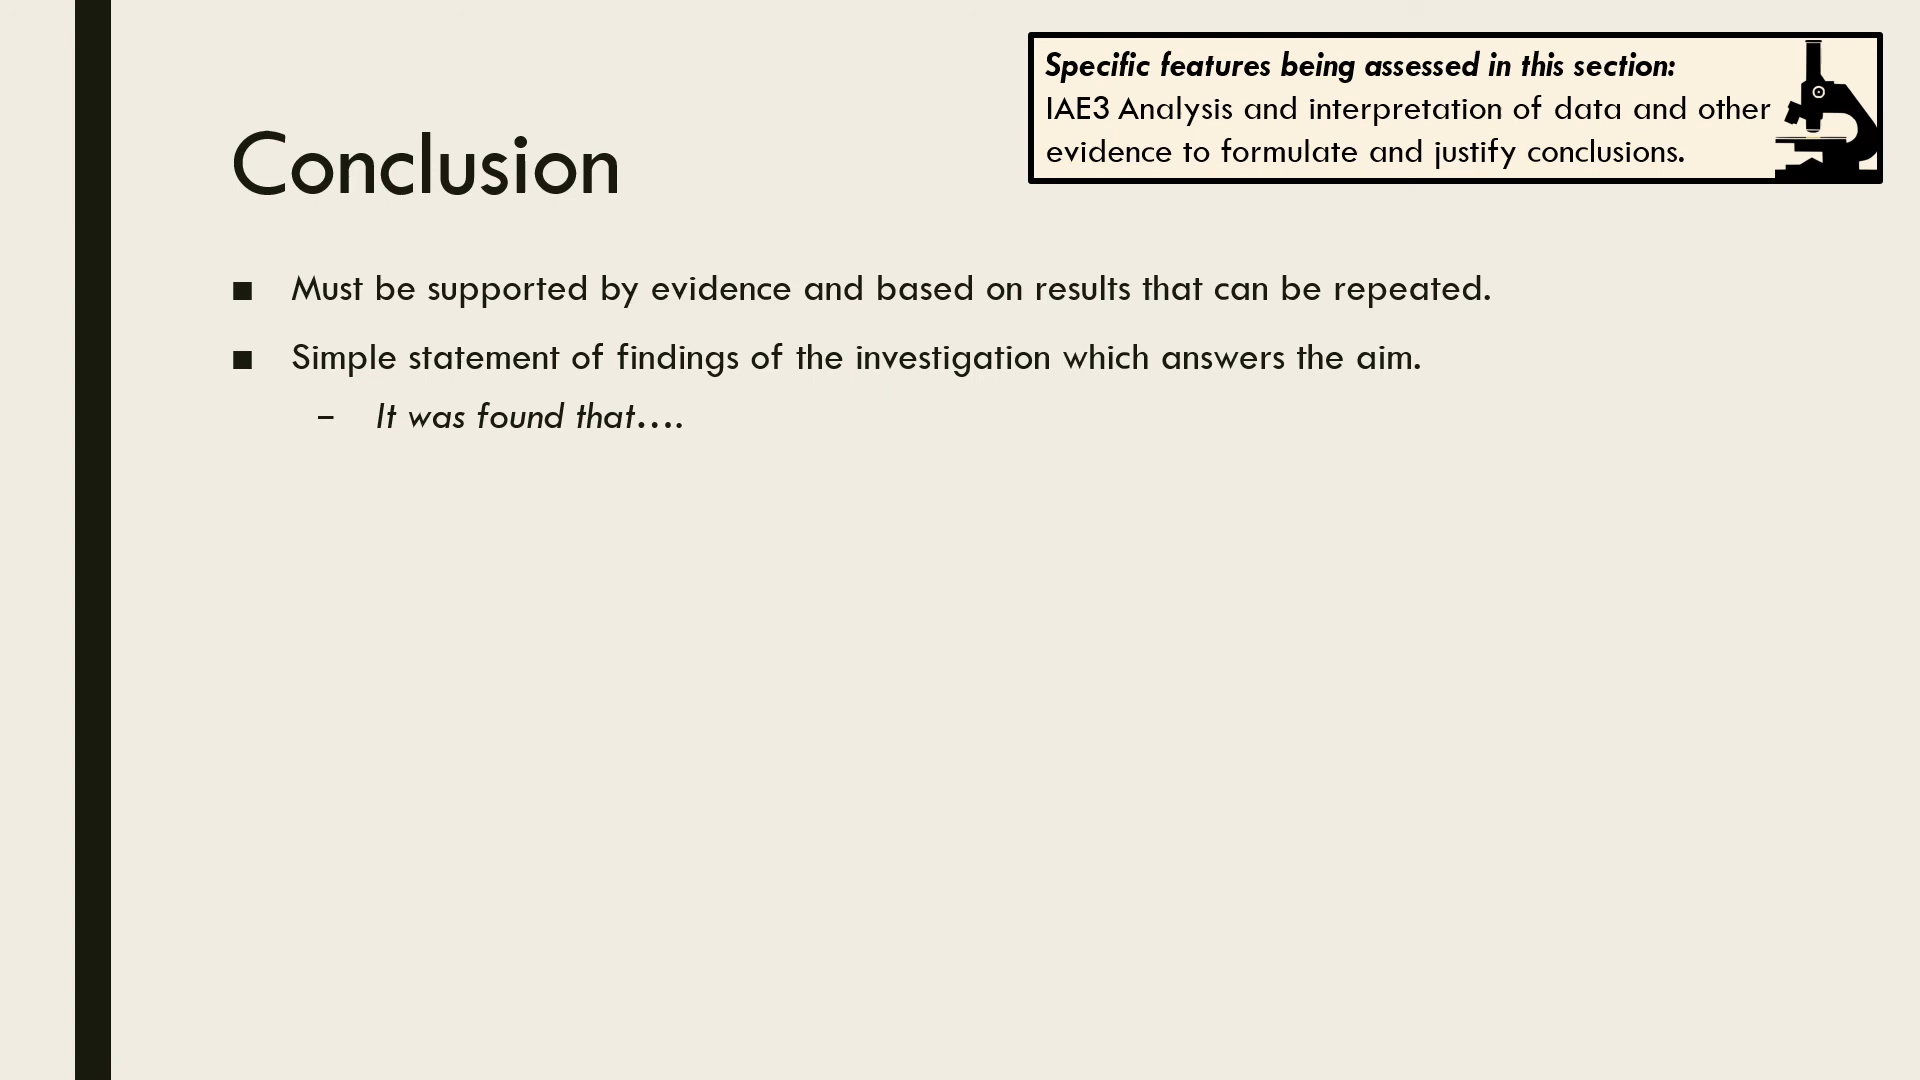 Specific features being assessed in this section:
IAE3 Analysis and interpretation of data and other
evidence to formulate and justify conclusions.
Conclusion
■ Must be supported by evidence and based on results that can be repeated.
■ Simple statement of findings of the investigation which answers the aim.
– It was found that….